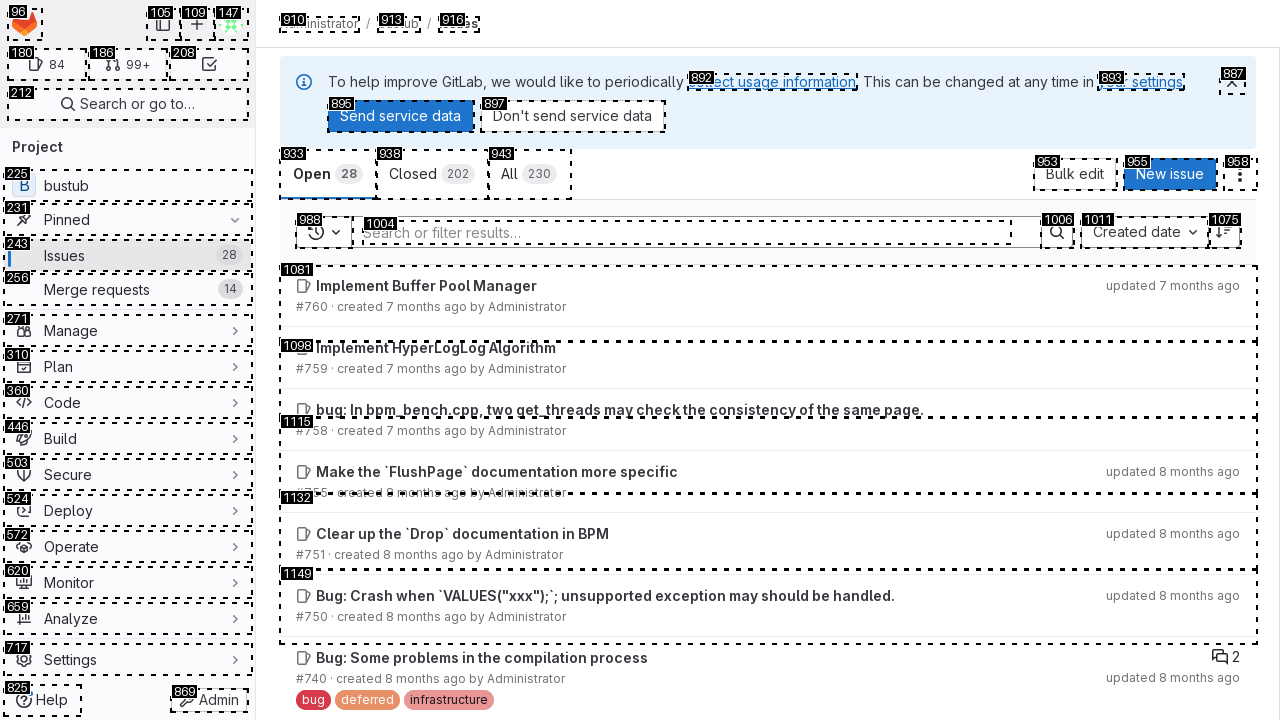 96
105
109
147
180
84
186
99+
208
212
Search or go to…
Project
225
B
bustub
231
Pinned
243
Issues
28
256
Merge requests
14
271
Manage
310
Plan
360
Code
446
Build
503
Secure
524
Deploy
572
Operate
620
Monitor
659
Analyze
717
Settings
825
Help
869
Admin
910
Administrator
/
913
bustub
/
916
Issues
To help improve GitLab, we would like to periodically 892 collect usage information. This can be changed at any time in 893 your settings.
887
895
Send service data
897
Don't send service data
933
Open 28
938
Closed 202
943
All 230
953
Bulk edit
955
New issue
958
988
1004
Search or filter results…
1006
1011
Created date
1075
1081
Implement Buffer Pool Manager
updated 7 months ago
#760 · created 7 months ago by Administrator
1098
Implement HyperLogLog Algorithm
#759 · created 7 months ago by Administrator
bug: In bpm_bench.cpp, two get_threads may check the consistency of the same page.
1115
#758 · created 7 months ago by Administrator
Make the `FlushPage` documentation more specific
updated 8 months ago
#755 · created 8 months ago by Administrator
1132
Clear up the `Drop` documentation in BPM
updated 8 months ago
#751 · created 8 months ago by Administrator
1149
Bug: Crash when `VALUES("xxx");`; unsupported exception may should be handled.
updated 8 months ago
#750 · created 8 months ago by Administrator
Bug: Some problems in the compilation process
2
#740 · created 8 months ago by Administrator
updated 8 months ago
bug
deferred
infrastructure